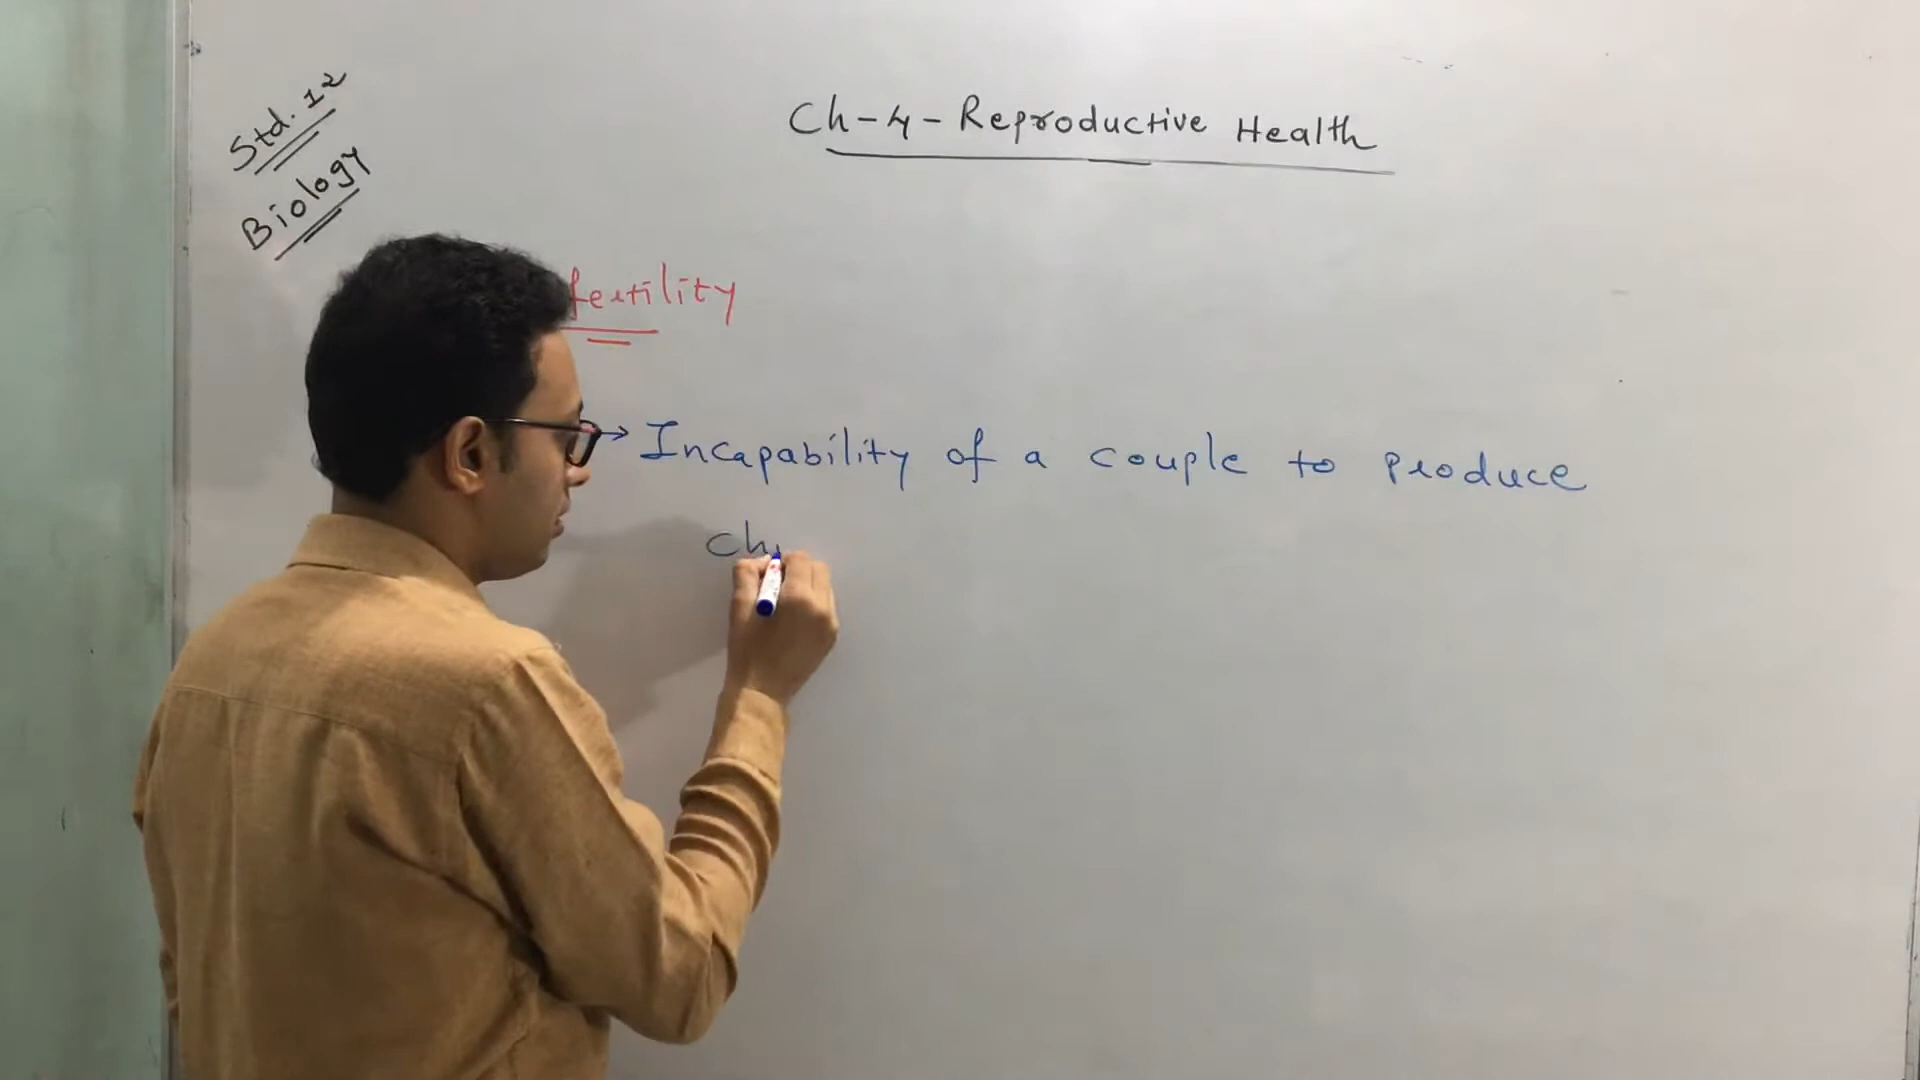 Std. 12
Biology
Ch-4-Reproductive Health
fertility
→ Incapability of a couple to produce
Ch